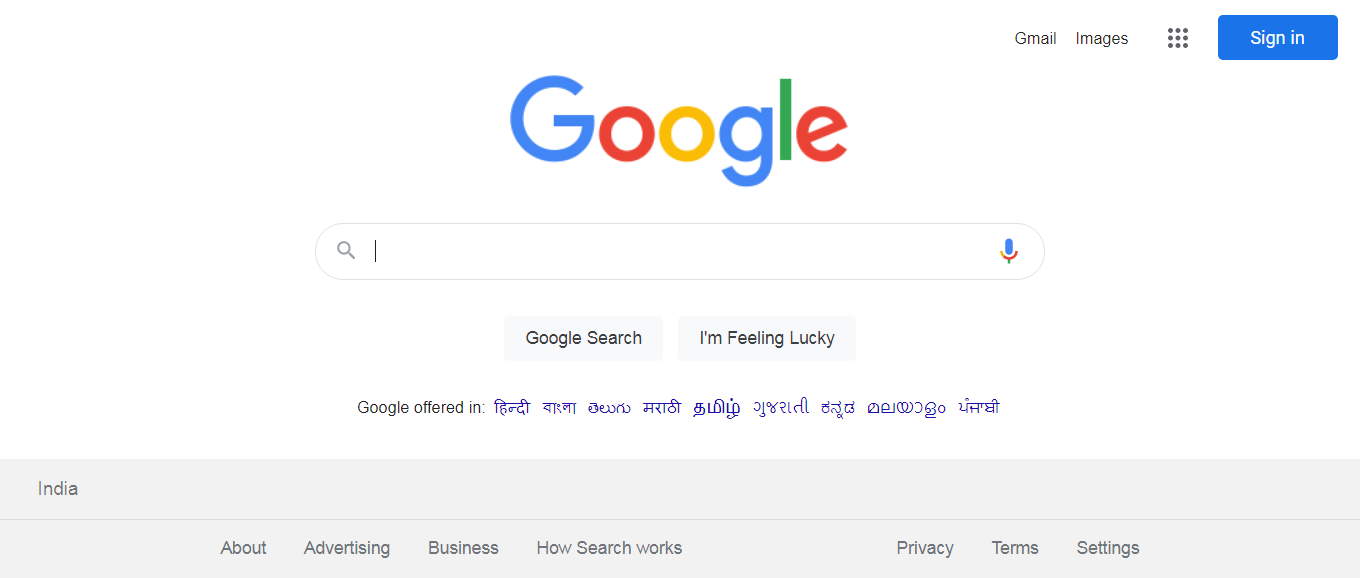 Gmail Images Sign in
Google
Google Search I'm Feeling Lucky
Google offered in: हिन्दी বাংলা తెలుగు मराठी தமிழ் ગુજરાતી ಕನ್ನಡ മലയാളം ਪੰਜਾਬੀ
India
About Advertising Business How Search works Privacy Terms Settings